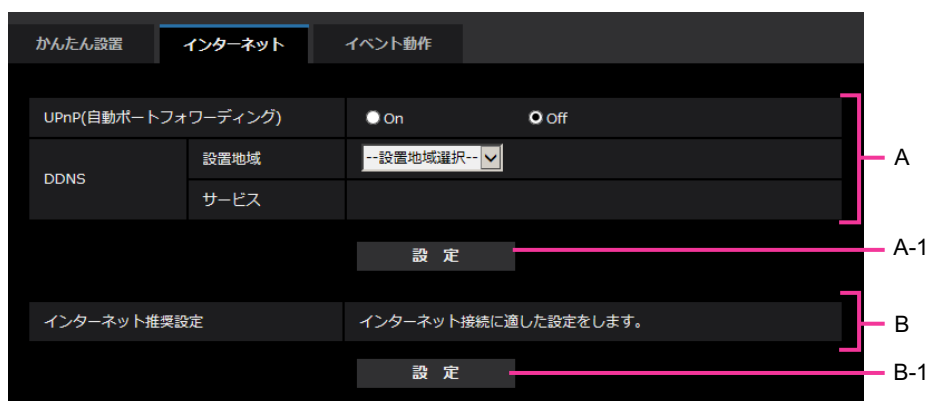 かんたん設置 インターネット イベント動作
UPnP(自動ポートフォワーディング) On Off
A
DDNS
設置地域 --設置地域選択--
サービス
設 定
A-1
インターネット推奨設定 インターネット接続に適した設定をします。
B
設 定
B-1